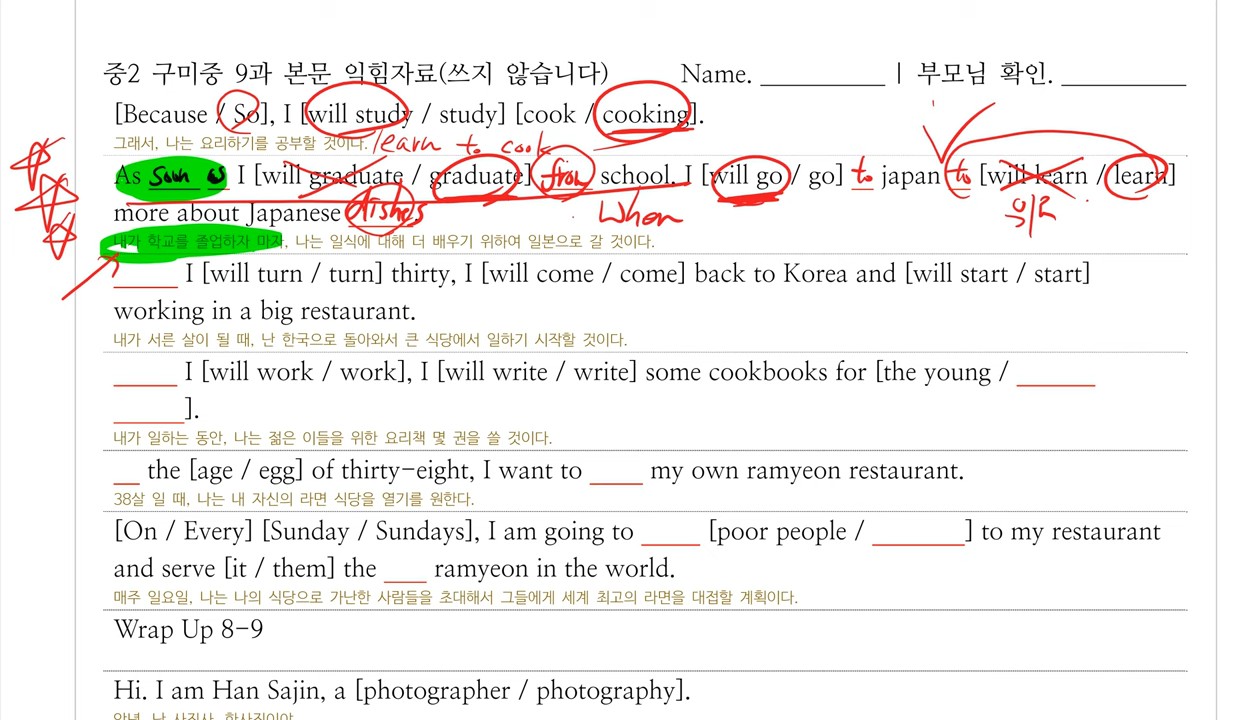 중2 구미중 9과 본문 익힘자료(쓰지 않습니다) Name. __________ | 부모님 확인. __________
[Because / So], I [will study / study] [cook / cooking].
그래서, 나는 요리하기를 공부할 것이다. learn to cook
As soon as I [will graduate / graduate] from school. I [will go / go] to japan to [will learn / learn]
more about Japanese dishes. When
내가 학교를 졸업하자 마자, 나는 일식에 대해 더 배우기 위하여 일본으로 갈 것이다.
_____ I [will turn / turn] thirty, I [will come / come] back to Korea and [will start / start]
working in a big restaurant.
내가 서른 살이 될 때, 난 한국으로 돌아와서 큰 식당에서 일하기 시작할 것이다.
_____ I [will work / work], I [will write / write] some cookbooks for [the young / ______
______].
내가 일하는 동안, 나는 젊은 이들을 위한 요리책 몇 권을 쓸 것이다.
__ the [age / egg] of thirty-eight, I want to ____ my own ramyeon restaurant.
38살 일 때, 나는 내 자신의 라면 식당을 열기를 원한다.
[On / Every] [Sunday / Sundays], I am going to _____ [poor people / _______] to my restaurant
and serve [it / them] the ___ ramyeon in the world.
매주 일요일, 나는 나의 식당으로 가난한 사람들을 초대해서 그들에게 세계 최고의 라면을 대접할 계획이다.
Wrap Up 8-9
Hi. I am Han Sajin, a [photographer / photography].
안녕, 난 사진사, 한사진이야.